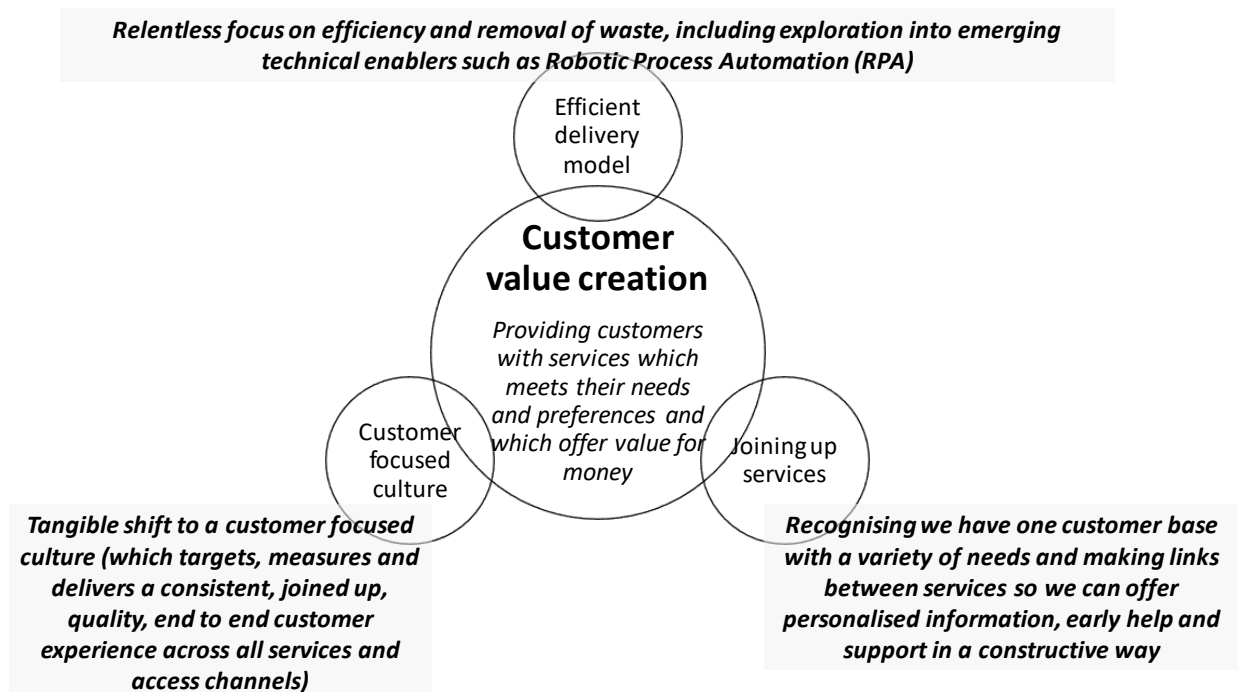 Relentless focus on efficiency and removal of waste, including exploration into emerging
technical enablers such as Robotic Process Automation (RPA)
Efficient
delivery
model
Customer
value creation
Providing customers
with services which
meets their needs
and preferences and
which offer value for
money
Customer
focused
culture
Joining up
services
Tangible shift to a customer focused
culture (which targets, measures and
delivers a consistent, joined up,
quality, end to end customer
experience across all services and
access channels)
Recognising we have one customer base
with a variety of needs and making links
between services so we can offer
personalised information, early help and
support in a constructive way